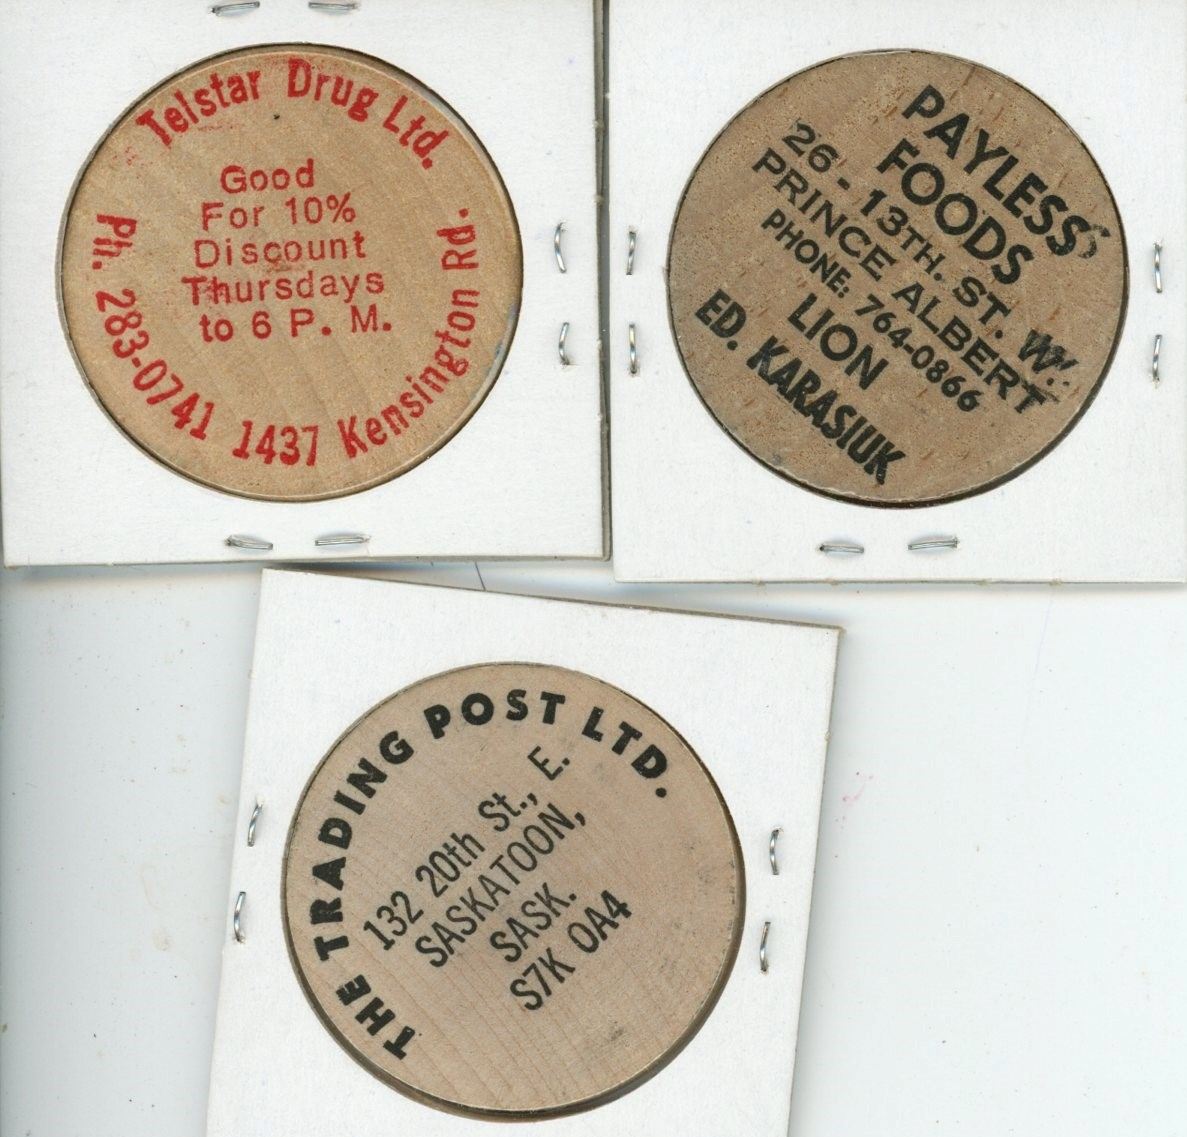 Telstar Drug Ltd.
Good
For 10%
Discount
Thursdays
to 6 P. M.
Ph. 283-0741 1437 Kensington Rd.
PAYLESS
FOODS
26 - 13TH. ST. W.
PRINCE ALBERT
PHONE: 764-0866
LION
ED. KARASIUK
THE TRADING POST LTD.
132 20th St., E.
SASKATOON,
SASK.
S7K 0A4